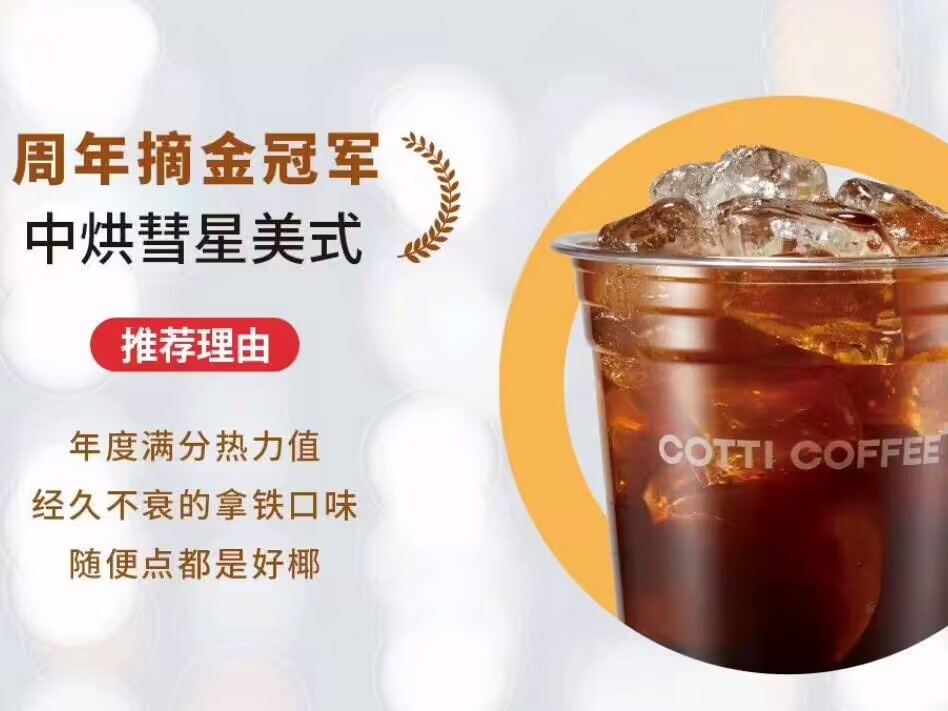 周年摘金冠军
中烘彗星美式
推荐理由
年度满分热力值
经久不衰的拿铁口味
随便点都是好椰
COTTI COFFEE